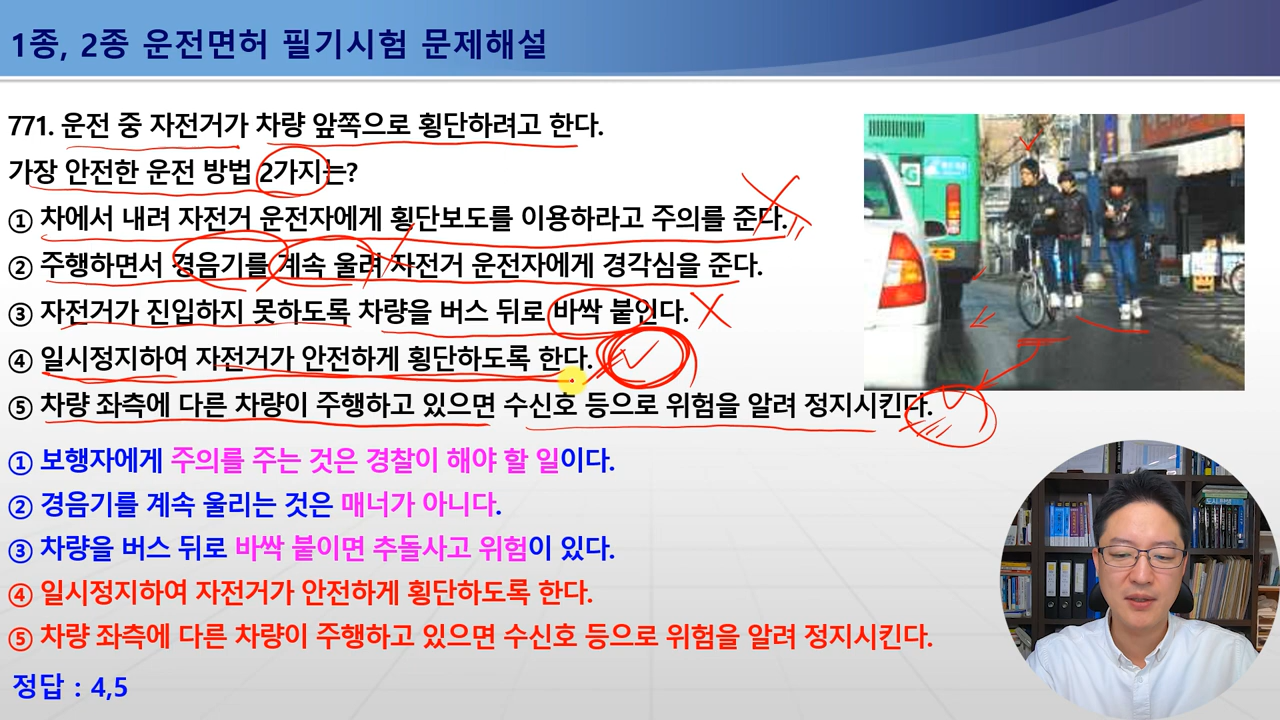 1종, 2종 운전면허 필기시험 문제해설
771. 운전 중 자전거가 차량 앞쪽으로 횡단하려고 한다.
가장 안전한 운전 방법 2가지는?
① 차에서 내려 자전거 운전자에게 횡단보도를 이용하라고 주의를 준다.
② 주행하면서 경음기를 계속 울려 자전거 운전자에게 경각심을 준다.
③ 자전거가 진입하지 못하도록 차량을 버스 뒤로 바싹 붙인다.
④ 일시정지하여 자전거가 안전하게 횡단하도록 한다.
⑤ 차량 좌측에 다른 차량이 주행하고 있으면 수신호 등으로 위험을 알려 정지시킨다.
① 보행자에게 주의를 주는 것은 경찰이 해야 할 일이다.
② 경음기를 계속 울리는 것은 매너가 아니다.
③ 차량을 버스 뒤로 바싹 붙이면 추돌사고 위험이 있다.
④ 일시정지하여 자전거가 안전하게 횡단하도록 한다.
⑤ 차량 좌측에 다른 차량이 주행하고 있으면 수신호 등으로 위험을 알려 정지시킨다.
정답 : 4,5